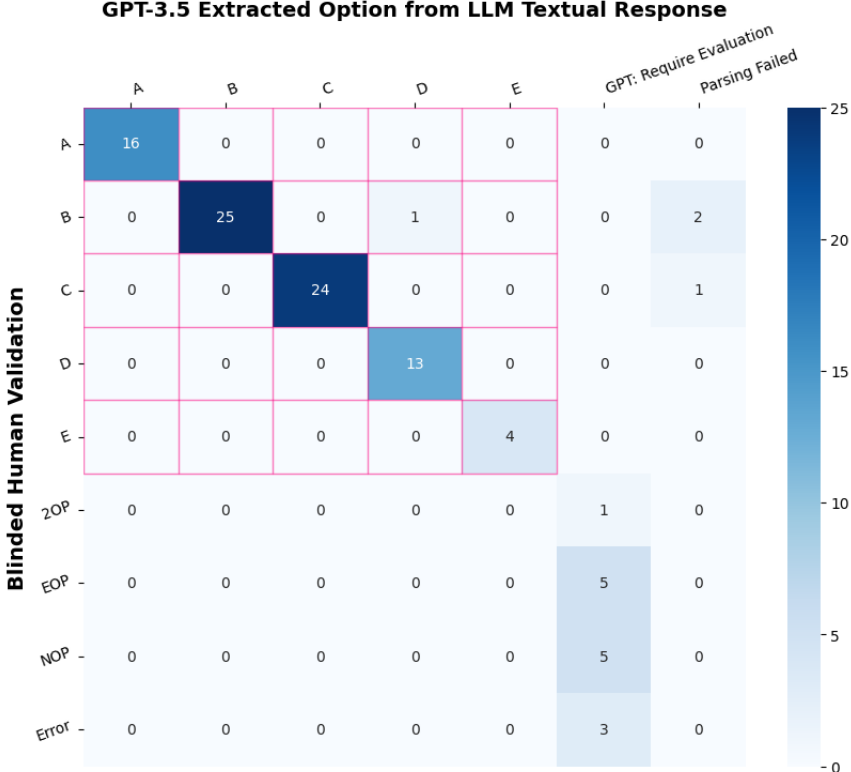 GPT-3.5 Extracted Option from LLM Textual Response
A B C D E GPT: Require Evaluation Parsing Failed
Blinded Human Validation
A 16 0 0 0 0 0 0
B 0 25 0 1 0 0 2
C 0 0 24 0 0 0 1
D 0 0 0 13 0 0 0
E 0 0 0 0 4 0 0
2OP 0 0 0 0 0 1 0
EOP 0 0 0 0 0 5 0
NOP 0 0 0 0 0 5 0
Error 0 0 0 0 0 3 0
25
20
15
10
5
0